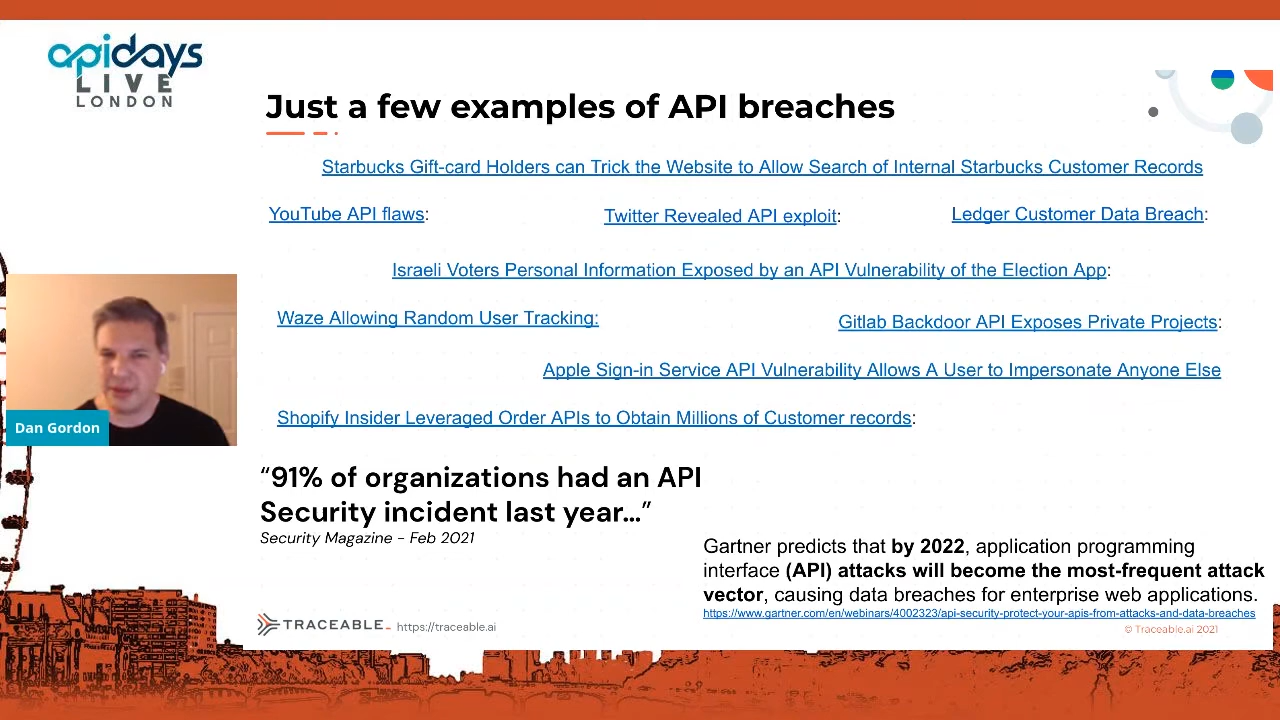 apidays
LIVE
LONDON
Just a few examples of API breaches
Starbucks Gift-card Holders can Trick the Website to Allow Search of Internal Starbucks Customer Records
YouTube API flaws: Twitter Revealed API exploit: Ledger Customer Data Breach:
Israeli Voters Personal Information Exposed by an API Vulnerability of the Election App:
Waze Allowing Random User Tracking: Gitlab Backdoor API Exposes Private Projects:
Apple Sign-in Service API Vulnerability Allows A User to Impersonate Anyone Else
Shopify Insider Leveraged Order APIs to Obtain Millions of Customer records:
Dan Gordon
“91% of organizations had an API
Security incident last year…”
Security Magazine - Feb 2021
Gartner predicts that by 2022, application programming
interface (API) attacks will become the most-frequent attack
vector, causing data breaches for enterprise web applications.
https://www.gartner.com/en/webinars/4002323/api-security-protect-your-apis-from-attacks-and-data-breaches
TRACEABLE https://traceable.ai
© Traceable.ai 2021